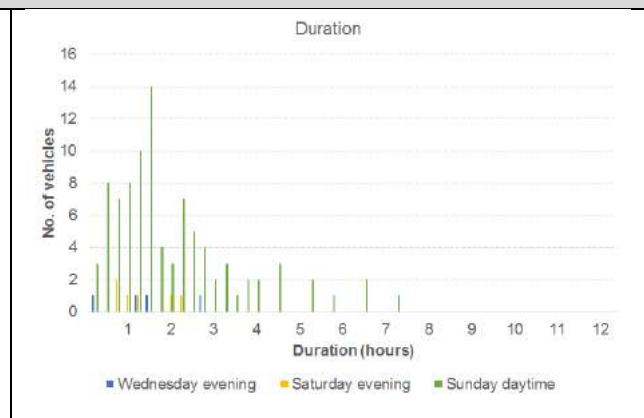 Duration
16
14
12
10
8
6
4
2
0
No. of vehicles
1 2 3 4 5 6 7 8 9 10 11 12
Duration (hours)
Wednesday evening Saturday evening Sunday daytime